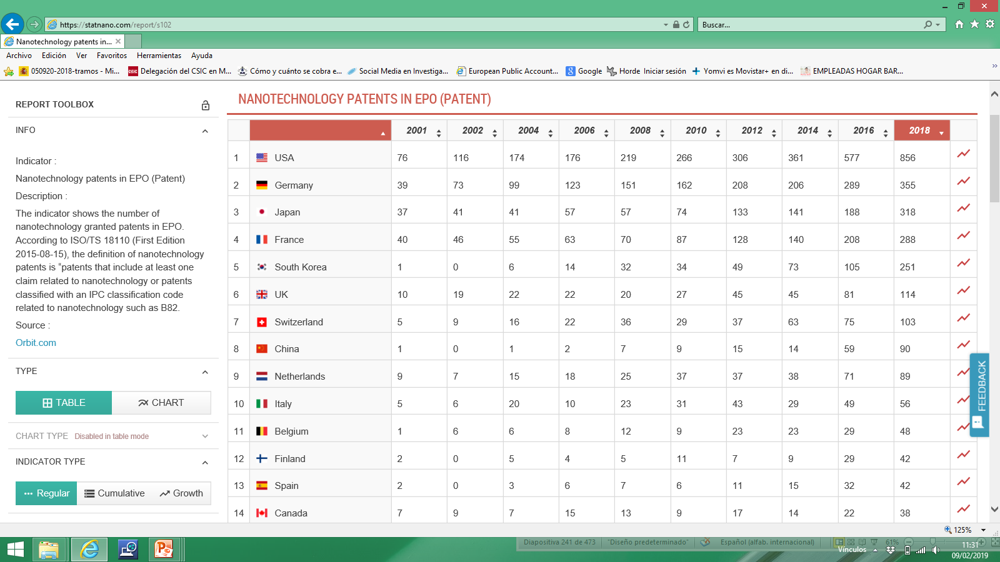 https://statnano.com/report/s102
Buscar...
Nanotechnology patents in...
Archivo Edición Ver Favoritos Herramientas Ayuda
050920-2018-tramos - Mi... CSIC Delegación del CSIC en M... Cómo y cuánto se cobra e... Social Media en Investiga... European Public Account... Google Horde Iniciar sesión Yomvi es Movistar+ en di... EMPLEADAS HOGAR BAR...
REPORT TOOLBOX
INFO
Indicator :
Nanotechnology patents in EPO (Patent)
Description :
The indicator shows the number of
nanotechnology granted patents in EPO.
According to ISO/TS 18110 (First Edition
2015-08-15), the definition of nanotechnology
patents is “patents that include at least one
claim related to nanotechnology or patents
classified with an IPC classification code
related to nanotechnology such as B82.
Source :
Orbit.com
TYPE
TABLE CHART
CHART TYPE Disabled in table mode
INDICATOR TYPE
Regular Cumulative Growth
NANOTECHNOLOGY PATENTS IN EPO (PATENT)
2001 2002 2004 2006 2008 2010 2012 2014 2016 2018
1 USA 76 116 174 176 219 266 306 361 577 856
2 Germany 39 73 99 123 151 162 208 206 289 355
3 Japan 37 41 41 57 57 74 133 141 188 318
4 France 40 46 55 63 70 87 128 140 208 288
5 South Korea 1 0 6 14 32 34 49 73 105 251
6 UK 10 19 22 22 20 27 45 45 81 114
7 Switzerland 5 9 16 22 36 29 37 63 75 103
8 China 1 0 1 2 7 9 15 14 59 90
9 Netherlands 9 7 15 18 25 37 37 38 71 89
10 Italy 5 6 20 10 23 31 43 29 49 56
11 Belgium 1 6 6 8 12 9 23 23 29 48
12 Finland 2 0 5 4 5 11 7 9 29 42
13 Spain 2 0 3 6 7 6 11 15 32 42
14 Canada 7 9 7 15 13 9 17 14 22 38
FEEDBACK
125%
Diapositiva 241 de 473 "Diseño predeterminado" Español (alfab. internacional) 61%
Vínculos
11:31
09/02/2019